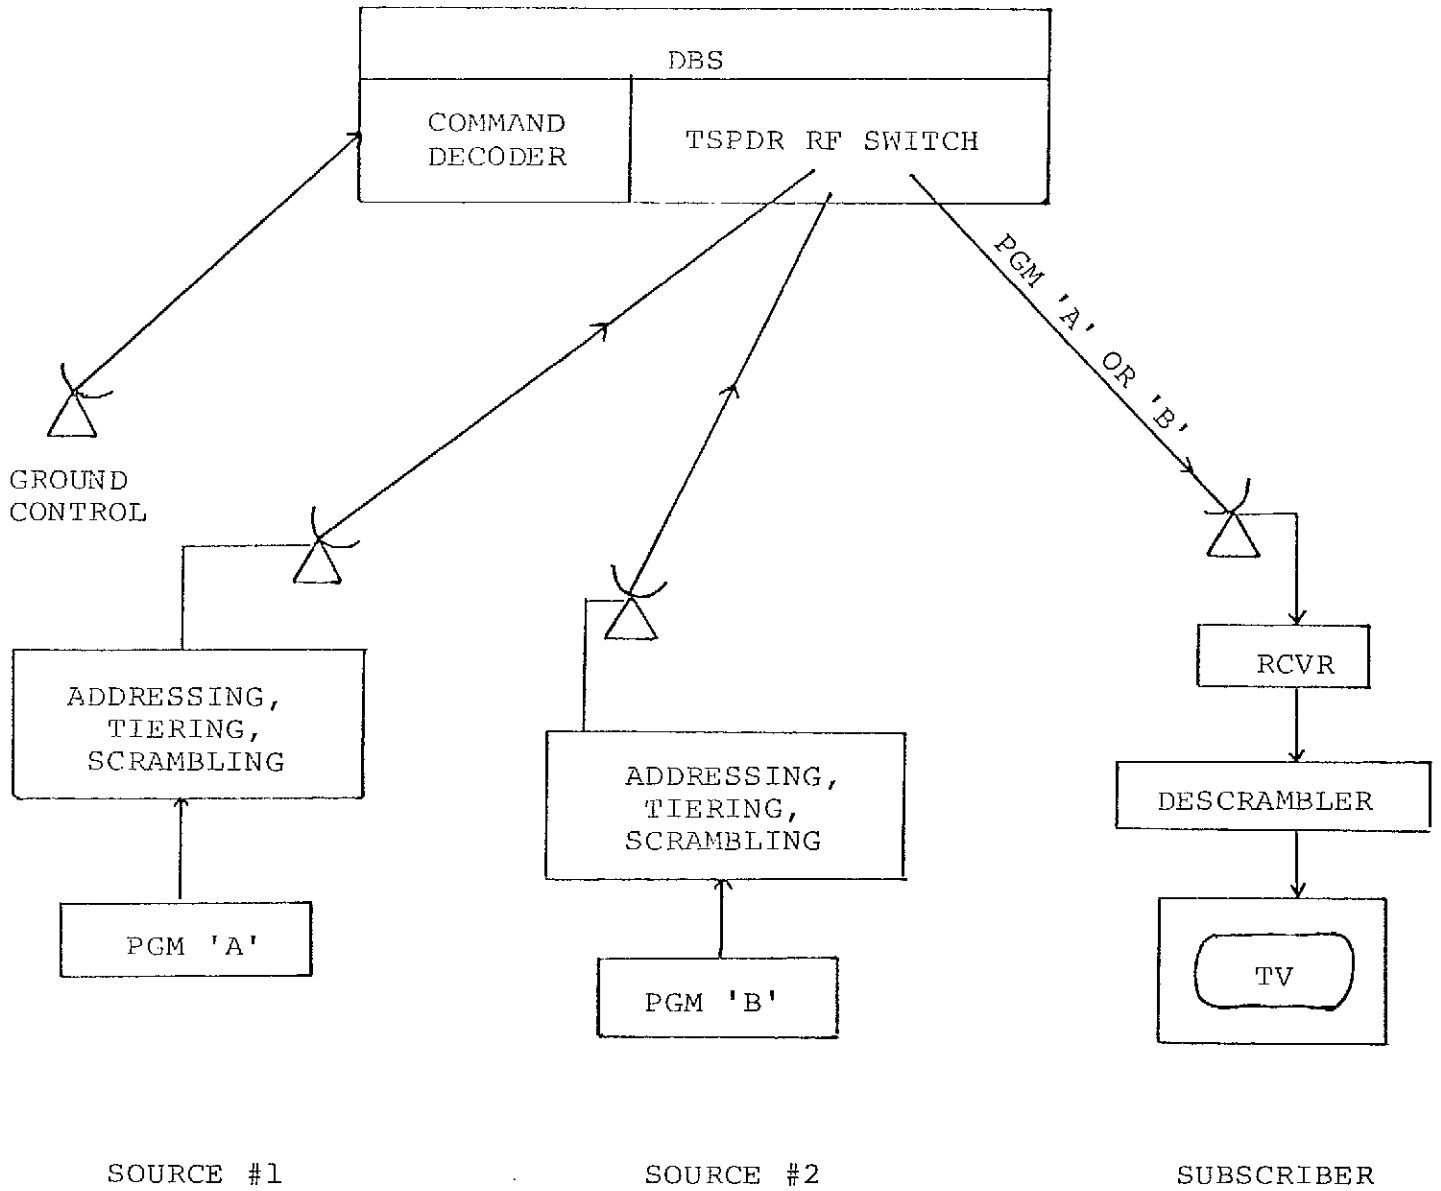 DBS
COMMAND
DECODER
TSPDR RF SWITCH
PGM 'A' OR 'B'
GROUND
CONTROL
ADDRESSING,
TIERING,
SCRAMBLING
PGM 'A'
ADDRESSING,
TIERING,
SCRAMBLING
PGM 'B'
RCVR
DESCRAMBLER
TV
SOURCE #1
SOURCE #2
SUBSCRIBER